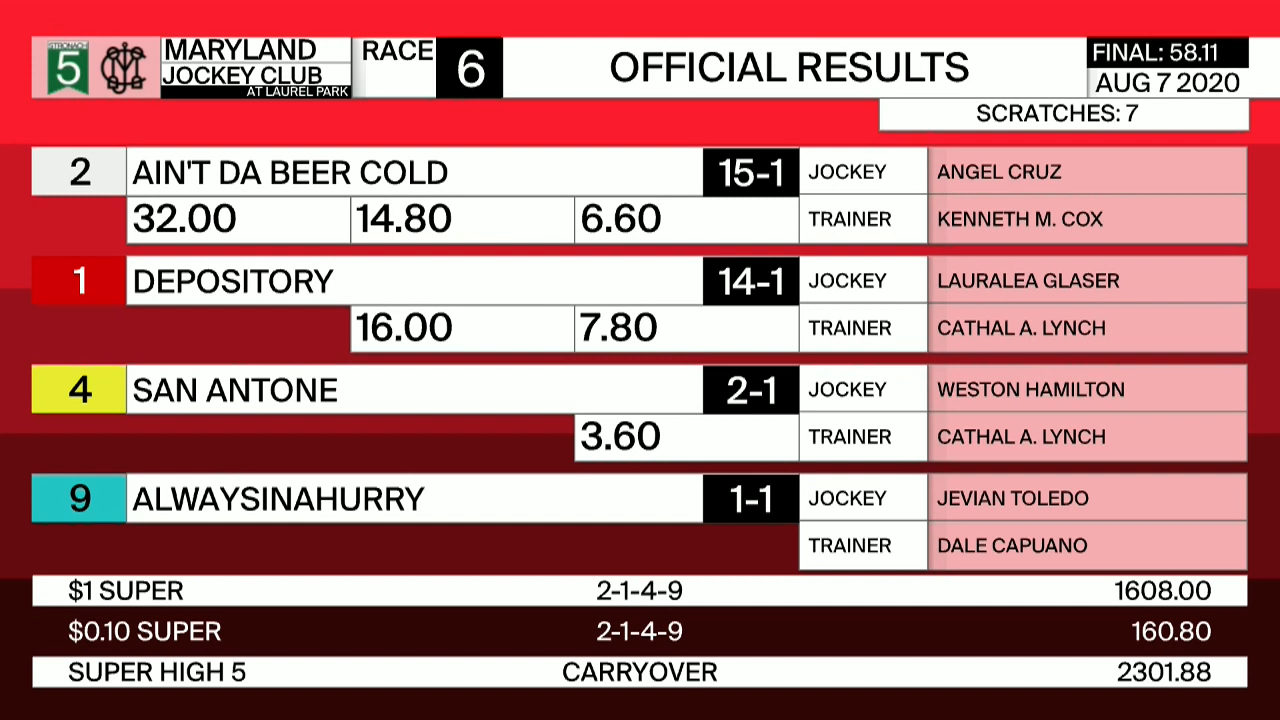 STRONACH
5
MARYLAND
JOCKEY CLUB
AT LAUREL PARK
RACE 6
OFFICIAL RESULTS
FINAL: 58.11
AUG 7 2020
SCRATCHES: 7
2 AIN'T DA BEER COLD 15-1 JOCKEY ANGEL CRUZ
32.00 14.80 6.60 TRAINER KENNETH M. COX
1 DEPOSITORY 14-1 JOCKEY LAURALEA GLASER
16.00 7.80 TRAINER CATHAL A. LYNCH
4 SAN ANTONE 2-1 JOCKEY WESTON HAMILTON
3.60 TRAINER CATHAL A. LYNCH
9 ALWAYSINAHURRY 1-1 JOCKEY JEVIAN TOLEDO
TRAINER DALE CAPUANO
$1 SUPER 2-1-4-9 1608.00
$0.10 SUPER 2-1-4-9 160.80
SUPER HIGH 5 CARRYOVER 2301.88